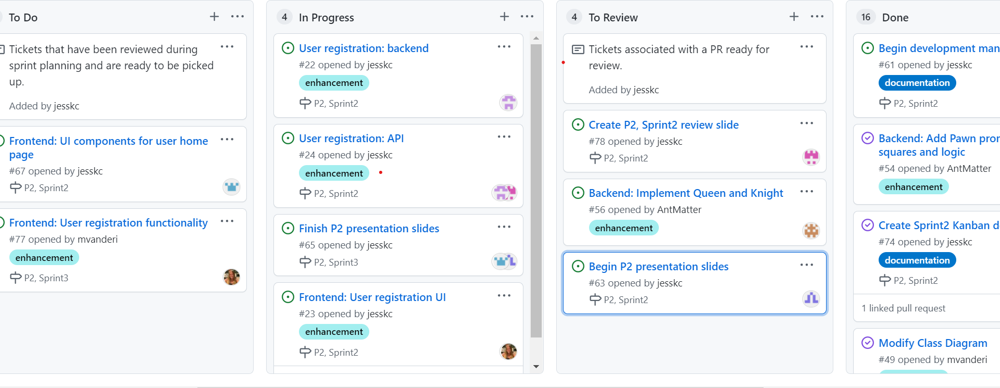 To Do
Tickets that have been reviewed during
sprint planning and are ready to be picked
up.
Added by jesskc
Frontend: UI components for user home
page
#67 opened by jesskc
P2, Sprint2
Frontend: User registration functionality
#77 opened by mvanderi
enhancement
P2, Sprint3
4 In Progress
User registration: backend
#22 opened by jesskc
enhancement
P2, Sprint2
User registration: API
#24 opened by jesskc
enhancement
P2, Sprint2
Finish P2 presentation slides
#65 opened by jesskc
P2, Sprint3
Frontend: User registration UI
#23 opened by jesskc
enhancement
P2, Sprint2
4 To Review
Tickets associated with a PR ready for
review.
Added by jesskc
Create P2, Sprint2 review slide
#78 opened by jesskc
P2, Sprint2
Backend: Implement Queen and Knight
#56 opened by AntMatter
enhancement
Begin P2 presentation slides
#63 opened by jesskc
P2, Sprint2
16 Done
Begin development man
#61 opened by jesskc
documentation
P2, Sprint2
Backend: Add Pawn pror
squares and logic
#54 opened by AntMatter
enhancement
Create Sprint2 Kanban d
#74 opened by jesskc
documentation
P2, Sprint2
1 linked pull request
Modify Class Diagram
#49 opened by mvanderi